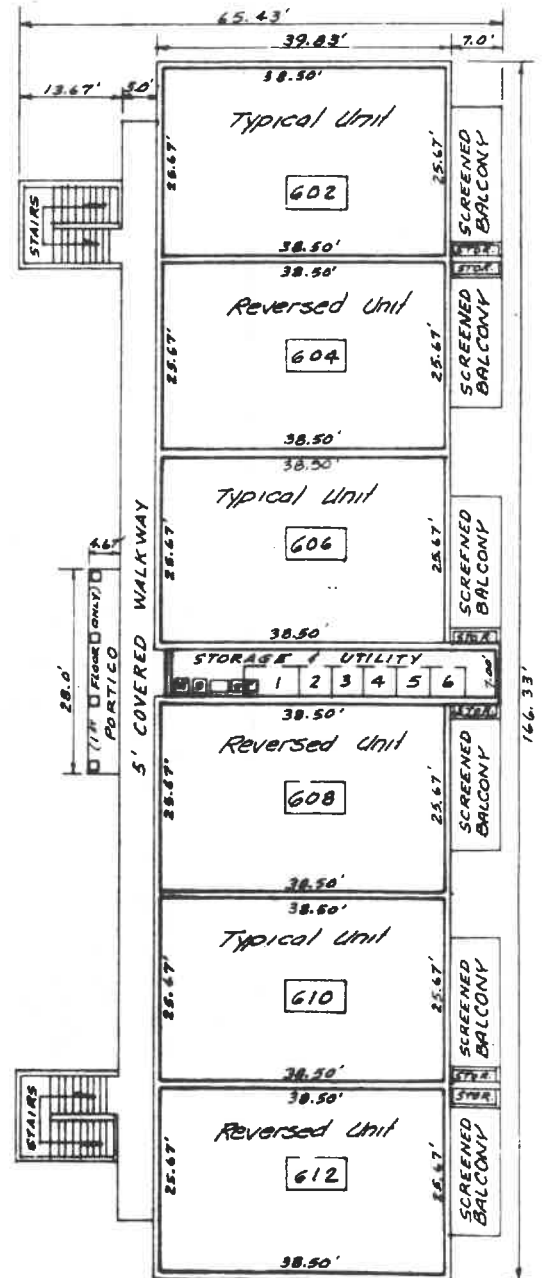 65.43'
39.83'
7.0'
13.67'
5.0'
38.50'
Typical Unit
25.67'
602
25.67'
38.50'
SCREENED
BALCONY
STAIRS
STOR.
STOR.
38.50'
Reversed Unit
25.67'
604
25.67'
38.50'
SCREENED
BALCONY
38.50'
Typical Unit
25.67'
606
25.67'
38.50'
SCREENED
BALCONY
STOR.
4.67'
28.0'
(1st FLOOR ONLY)
PORTICO
5' COVERED WALKWAY
STORAGE & UTILITY
1 2 3 4 5 6
7.00'
166.33'
STOR.
38.50'
Reversed Unit
25.67'
608
25.67'
38.50'
SCREENED
BALCONY
38.50'
Typical Unit
25.67'
610
25.67'
38.50'
SCREENED
BALCONY
STOR.
STOR.
STAIRS
38.50'
Reversed Unit
25.67'
612
25.67'
38.50'
SCREENED
BALCONY